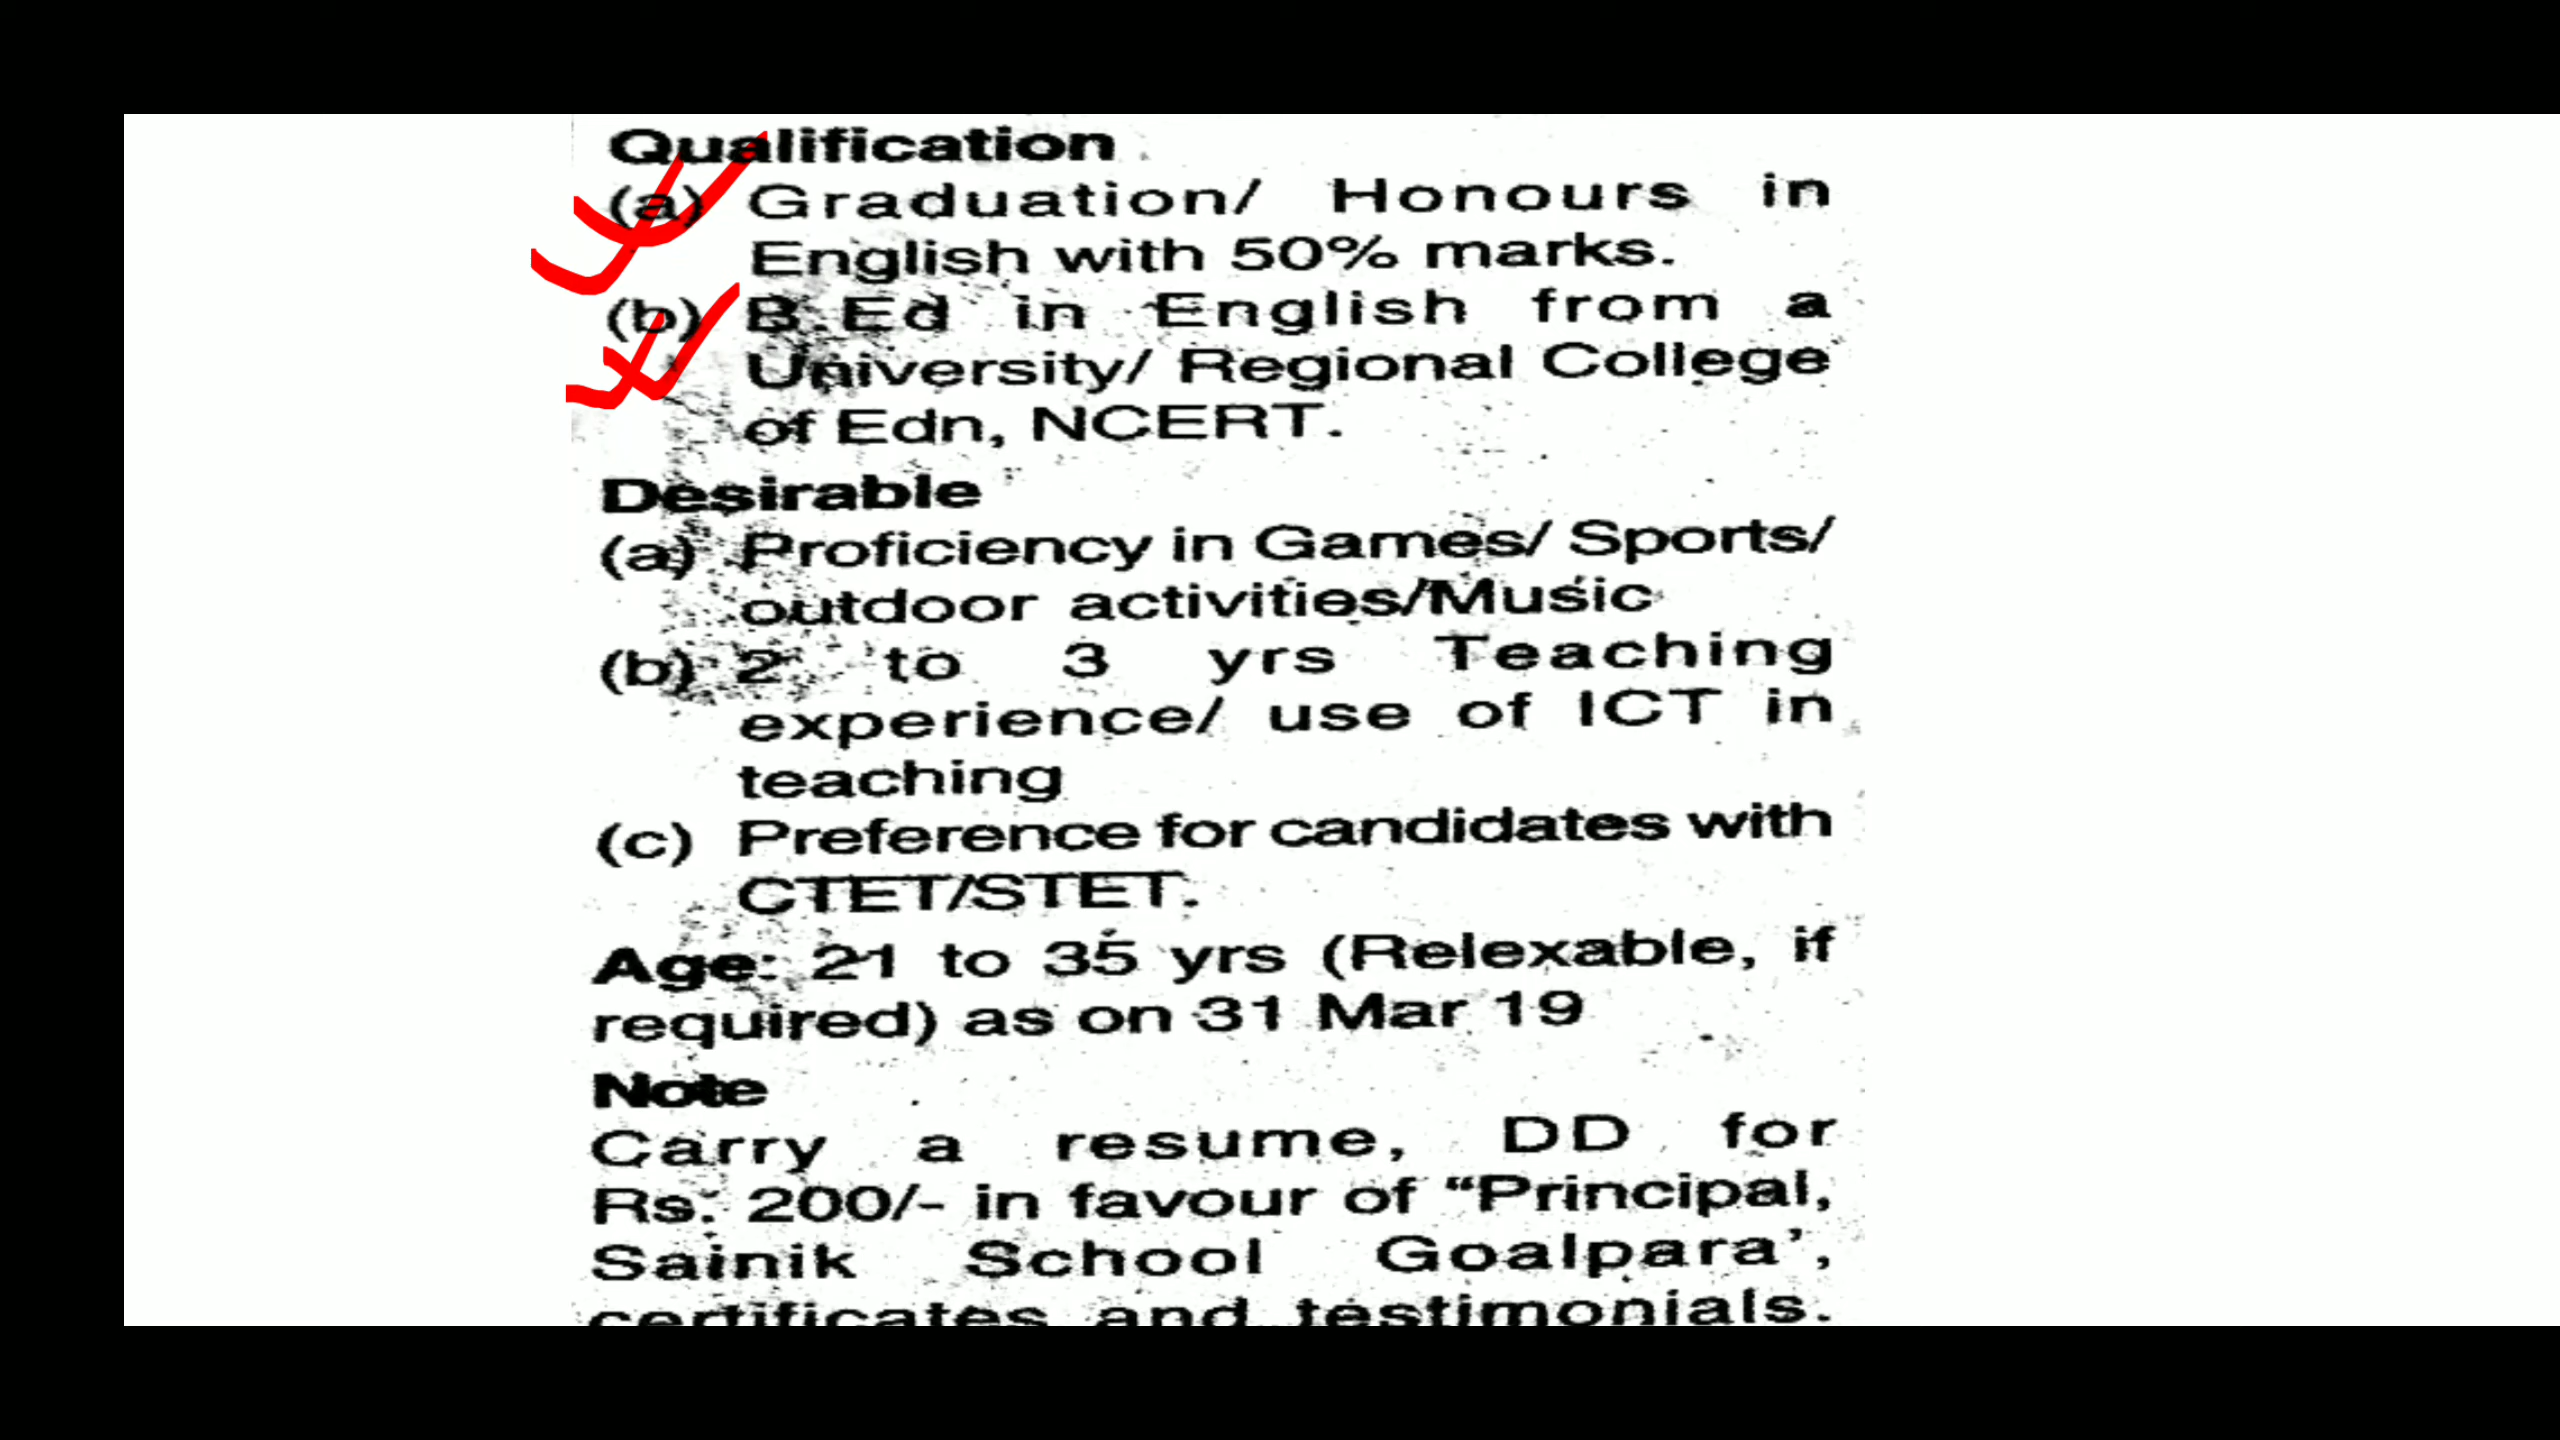 Qualification
(a) Graduation/ Honours in
English with 50% marks.
(b) B.Ed in English from a
University/ Regional College
of Edn, NCERT.
Desirable
(a) Proficiency in Games/ Sports/
outdoor activities/Music
(b) 2 to 3 yrs Teaching
experience/ use of ICT in
teaching
(c) Preference for candidates with
CTET/STET.
Age: 21 to 35 yrs (Relexable, if
required) as on 31 Mar 19
Note
Carry a resume, DD for
Rs. 200/- in favour of “Principal,
Sainik School Goalpara’,
certificates and testimonials.